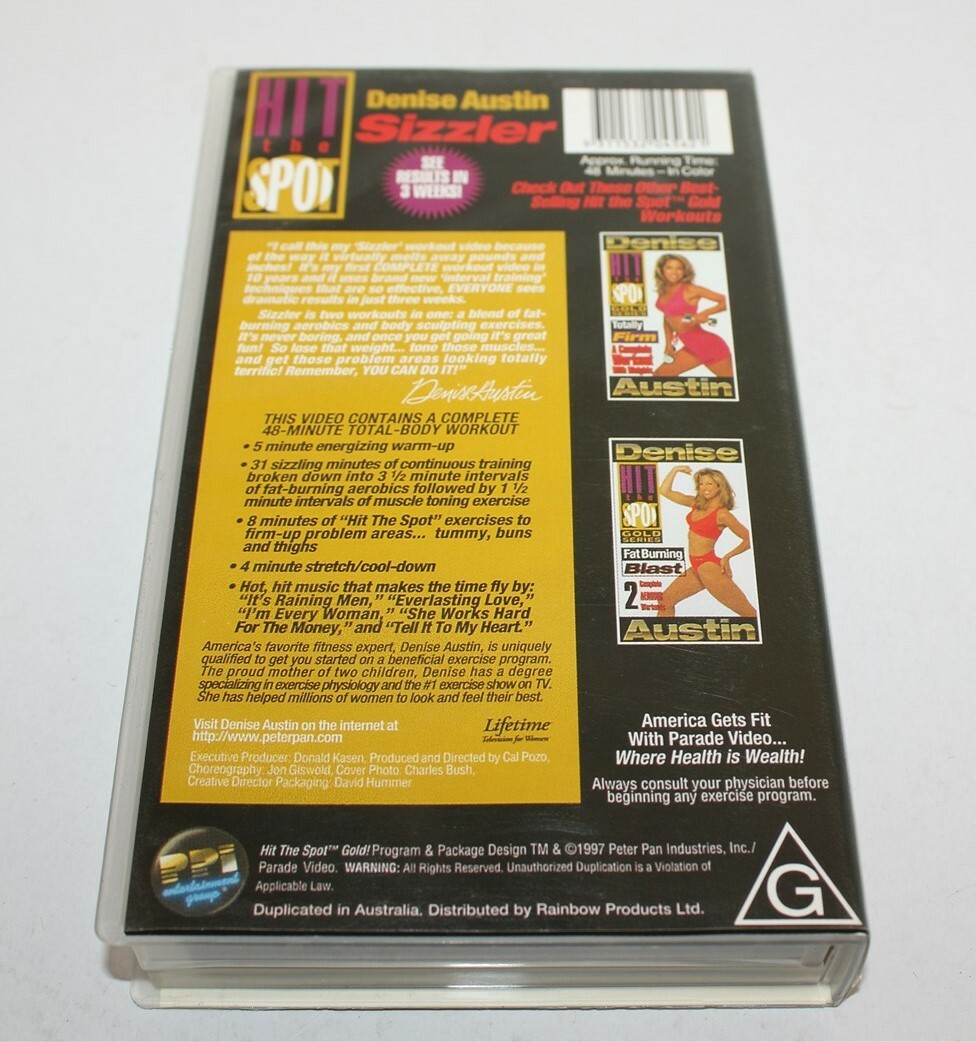 HIT
the
SPOT
Denise Austin
Sizzler
SEE
RESULTS IN
3 WEEKS!
Approx. Running Time:
48 Minutes – In Color
Check Out These Other Best-
Selling Hit the Spot™ Gold
Workouts
"I call this my 'Sizzler' workout video because
of the way it virtually melts away pounds and
inches! It's my first COMPLETE workout video in
10 years and it uses brand new 'interval training'
techniques that are so effective, EVERYONE sees
dramatic results in just three weeks.
Sizzler is two workouts in one: a blend of fat-
burning aerobics and body sculpting exercises.
It's never boring, and once you get going it's great
fun! So lose that weight... tone those muscles...
and get those problem areas looking totally
terrific! Remember, YOU CAN DO IT!"
Denise Austin
THIS VIDEO CONTAINS A COMPLETE
48-MINUTE TOTAL-BODY WORKOUT
• 5 minute energizing warm-up
• 31 sizzling minutes of continuous training
broken down into 3 ½ minute intervals
of fat-burning aerobics followed by 1 ½
minute intervals of muscle toning exercise
• 8 minutes of "Hit The Spot" exercises to
firm-up problem areas... tummy, buns
and thighs
• 4 minute stretch/cool-down
• Hot, hit music that makes the time fly by:
"It's Raining Men," "Everlasting Love,"
"I'm Every Woman," "She Works Hard
For The Money," and "Tell It To My Heart."
America's favorite fitness expert, Denise Austin, is uniquely
qualified to get you started on a beneficial exercise program.
The proud mother of two children, Denise has a degree
specializing in exercise physiology and the #1 exercise show on TV.
She has helped millions of women to look and feel their best.
Visit Denise Austin on the internet at
http://www.peterpan.com
Lifetime
Television for Women
Executive Producer: Donald Kasen, Produced and Directed by Cal Pozo,
Choreography: Jon Giswold, Cover Photo: Charles Bush,
Creative Director Packaging: David Hummer
Denise
HIT
the
SPOT
GOLD
SERIES
Totally
Firm
A Complete
Workout
With Weights
Austin
Denise
HIT
the
SPOT
GOLD
SERIES
Fat Burning
Blast
2 Complete
AEROBIC
Workouts
Austin
America Gets Fit
With Parade Video...
Where Health is Wealth!
Always consult your physician before
beginning any exercise program.
PPI
entertainment
group
Hit The Spot™ Gold! Program & Package Design TM & ©1997 Peter Pan Industries, Inc./
Parade Video. WARNING: All Rights Reserved. Unauthorized Duplication is a Violation of
Applicable Law.
Duplicated in Australia. Distributed by Rainbow Products Ltd.
G